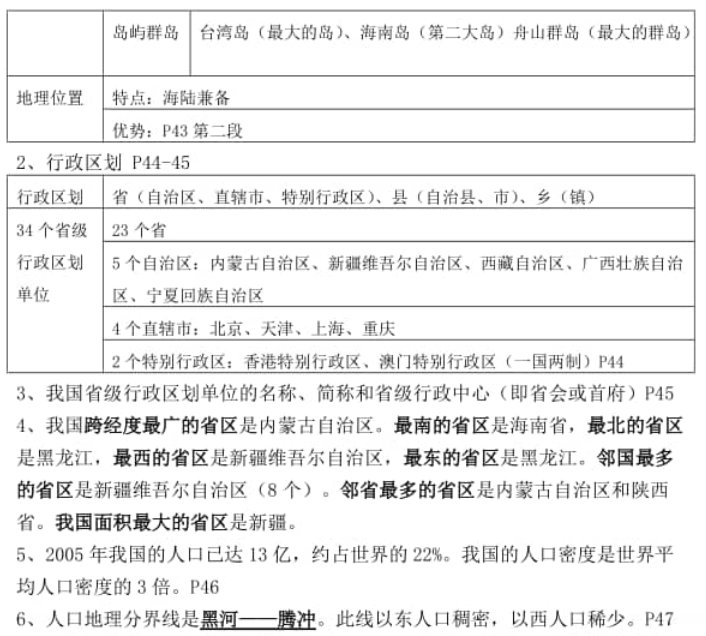 岛屿群岛 台湾岛（最大的岛）、海南岛（第二大岛）舟山群岛（最大的群岛）
地理位置 特点：海陆兼备
优势：P43 第二段
2、行政区划 P44-45
行政区划 省（自治区、直辖市、特别行政区）、县（自治县、市）、乡（镇）
34 个省级 23 个省
行政区划 5 个自治区：内蒙古自治区、新疆维吾尔自治区、西藏自治区、广西壮族自治
单位 区、宁夏回族自治区
4 个直辖市：北京、天津、上海、重庆
2 个特别行政区：香港特别行政区、澳门特别行政区（一国两制）P44
3、我国省级行政区划单位的名称、简称和省级行政中心（即省会或首府）P45
4、我国跨经度最广的省区是内蒙古自治区。最南的省区是海南省，最北的省区
是黑龙江，最西的省区是新疆维吾尔自治区，最东的省区是黑龙江。邻国最多
的省区是新疆维吾尔自治区（8 个）。邻省最多的省区是内蒙古自治区和陕西
省。我国面积最大的省区是新疆。
5、2005 年我国的人口已达 13 亿，约占世界的 22%。我国的人口密度是世界平
均人口密度的 3 倍。P46
6、人口地理分界线是黑河——腾冲。此线以东人口稠密，以西人口稀少。P47